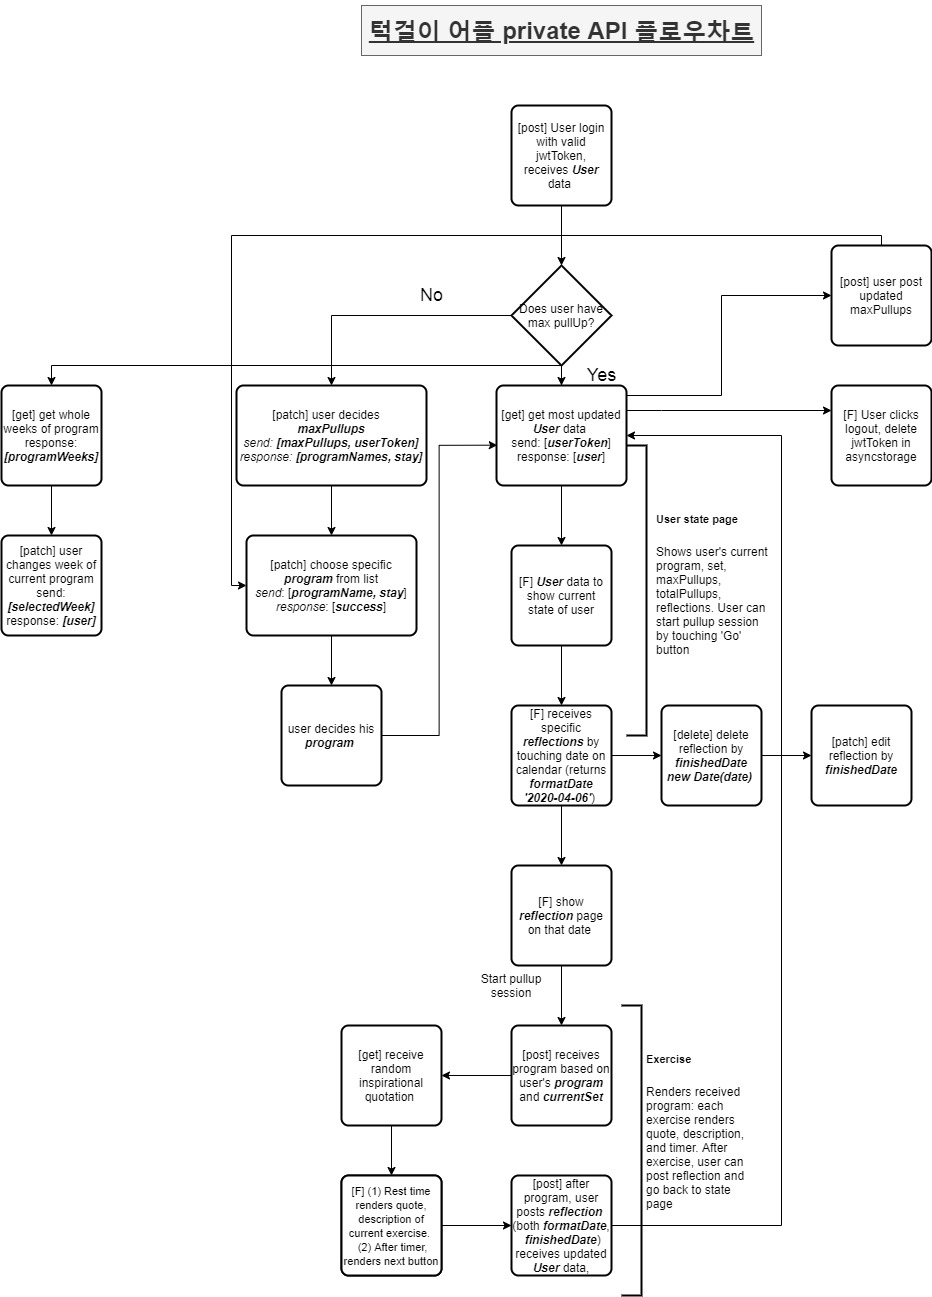 턱걸이 어플 private API 플로우차트
[post] User login
with valid
jwtToken,
receives User
data
No
Does user have
max pullUp?
Yes
[post] user post
updated
maxPullups
[get] get whole
weeks of program
response:
[programWeeks]
[patch] user decides
maxPullups
send: [maxPullups, userToken]
response: [programNames, stay]
[get] get most updated
User data
send: [userToken]
response: [user]
[F] User clicks
logout, delete
jwtToken in
asyncstorage
[patch] user
changes week of
current program
send:
[selectedWeek]
response: [user]
[patch] choose specific
program from list
send: [programName, stay]
response: [success]
[F] User data to
show current
state of user
User state page
Shows user's current
program, set,
maxPullups,
totalPullups,
reflections. User can
start pullup session
by touching 'Go'
button
user decides his
program
[F] receives
specific
reflections by
touching date on
calendar (returns
formatDate
'2020-04-06')
[delete] delete
reflection by
finishedDate
new Date(date)
[patch] edit
reflection by
finishedDate
[F] show
reflection page
on that date
Start pullup
session
[get] receive
random
inspirational
quotation
[post] receives
program based on
user's program
and currentSet
Exercise
Renders received
program: each
exercise renders
quote, description,
and timer. After
exercise, user can
post reflection and
go back to state
page
[F] (1) Rest time
renders quote,
description of
current exercise.
(2) After timer,
renders next button
[post] after
program, user
posts reflection
(both formatDate,
finishedDate)
receives updated
User data,